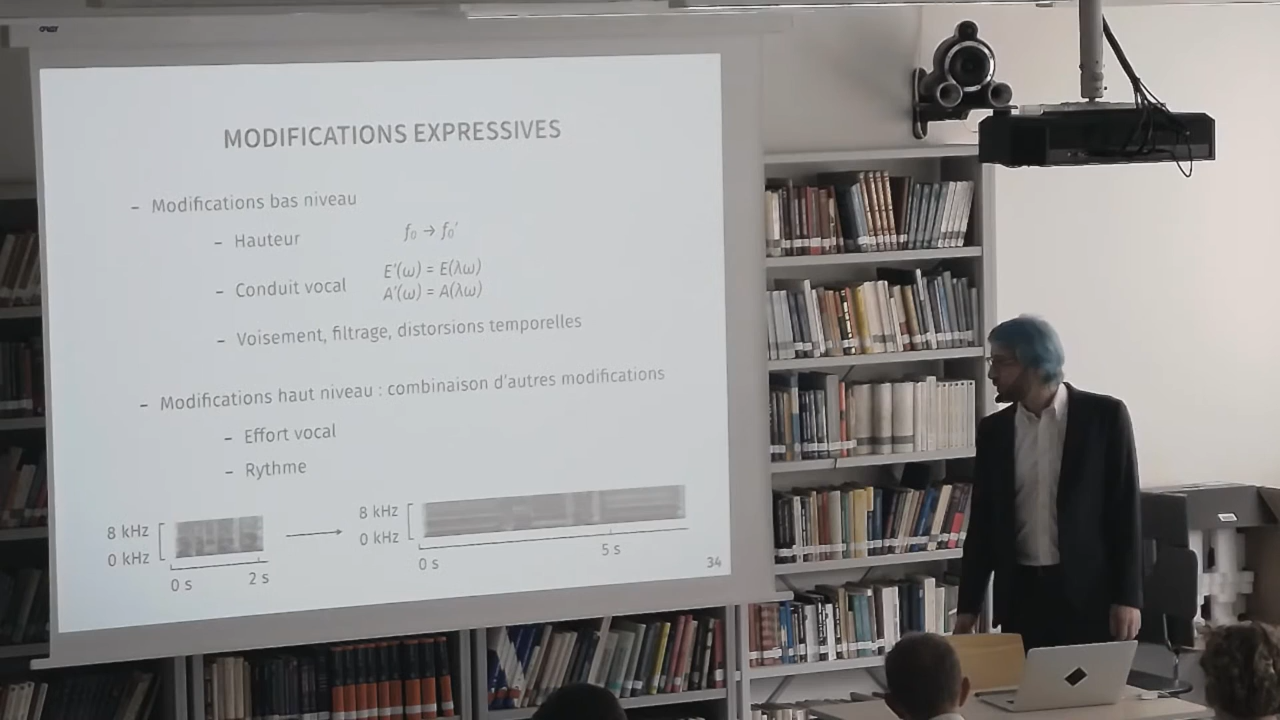 MODIFICATIONS EXPRESSIVES
– Modifications bas niveau
– Hauteur f₀ → f₀′
– Conduit vocal E′(ω) = E(λω)
A′(ω) = A(λω)
– Voisement, filtrage, distorsions temporelles
– Modifications haut niveau : combinaison d'autres modifications
– Effort vocal
– Rythme
8 kHz
0 kHz
0 s 2 s
8 kHz
0 kHz
0 s 5 s
34